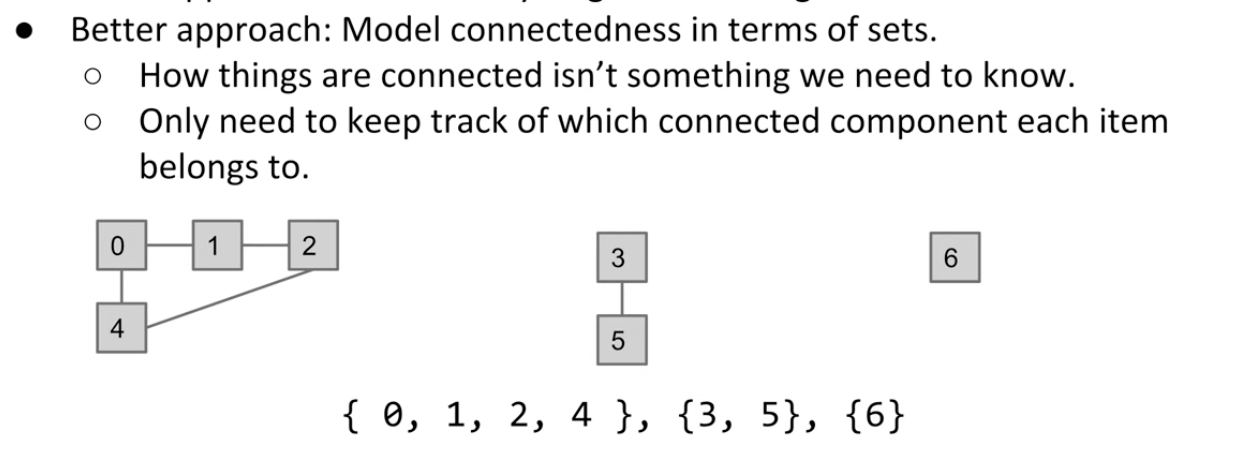 ● Better approach: Model connectedness in terms of sets.
○ How things are connected isn’t something we need to know.
○ Only need to keep track of which connected component each item
belongs to.
0 1 2
3
6
4
5
{ 0, 1, 2, 4 }, {3, 5}, {6}